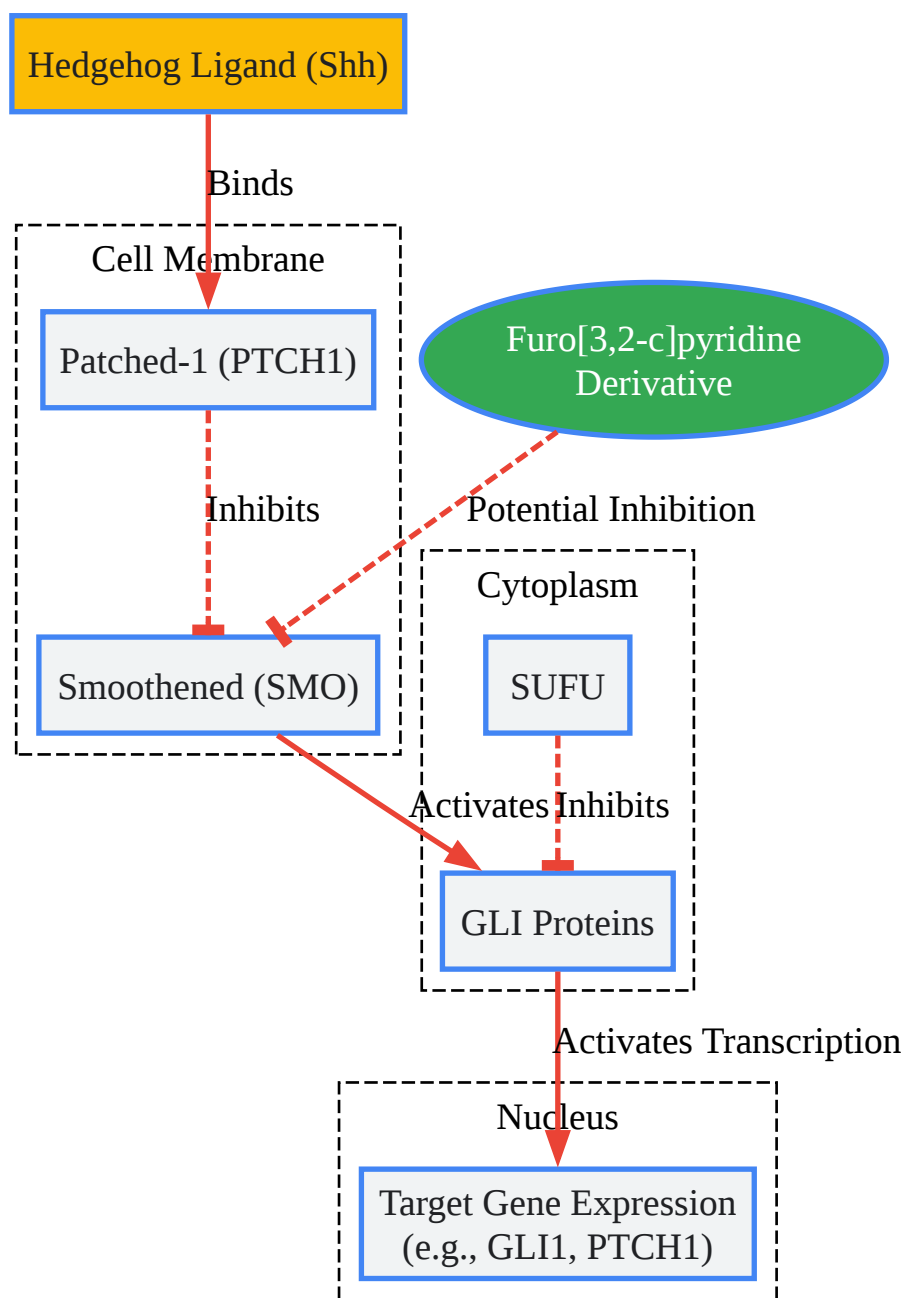 Hedgehog Ligand (Shh)
Binds
Cell Membrane
Patched-1 (PTCH1)
Furo[3,2-c]pyridine
Derivative
Inhibits
Potential Inhibition
Cytoplasm
Smoothened (SMO)
SUFU
Activates
Inhibits
GLI Proteins
Activates Transcription
Nucleus
Target Gene Expression
(e.g., GLI1, PTCH1)